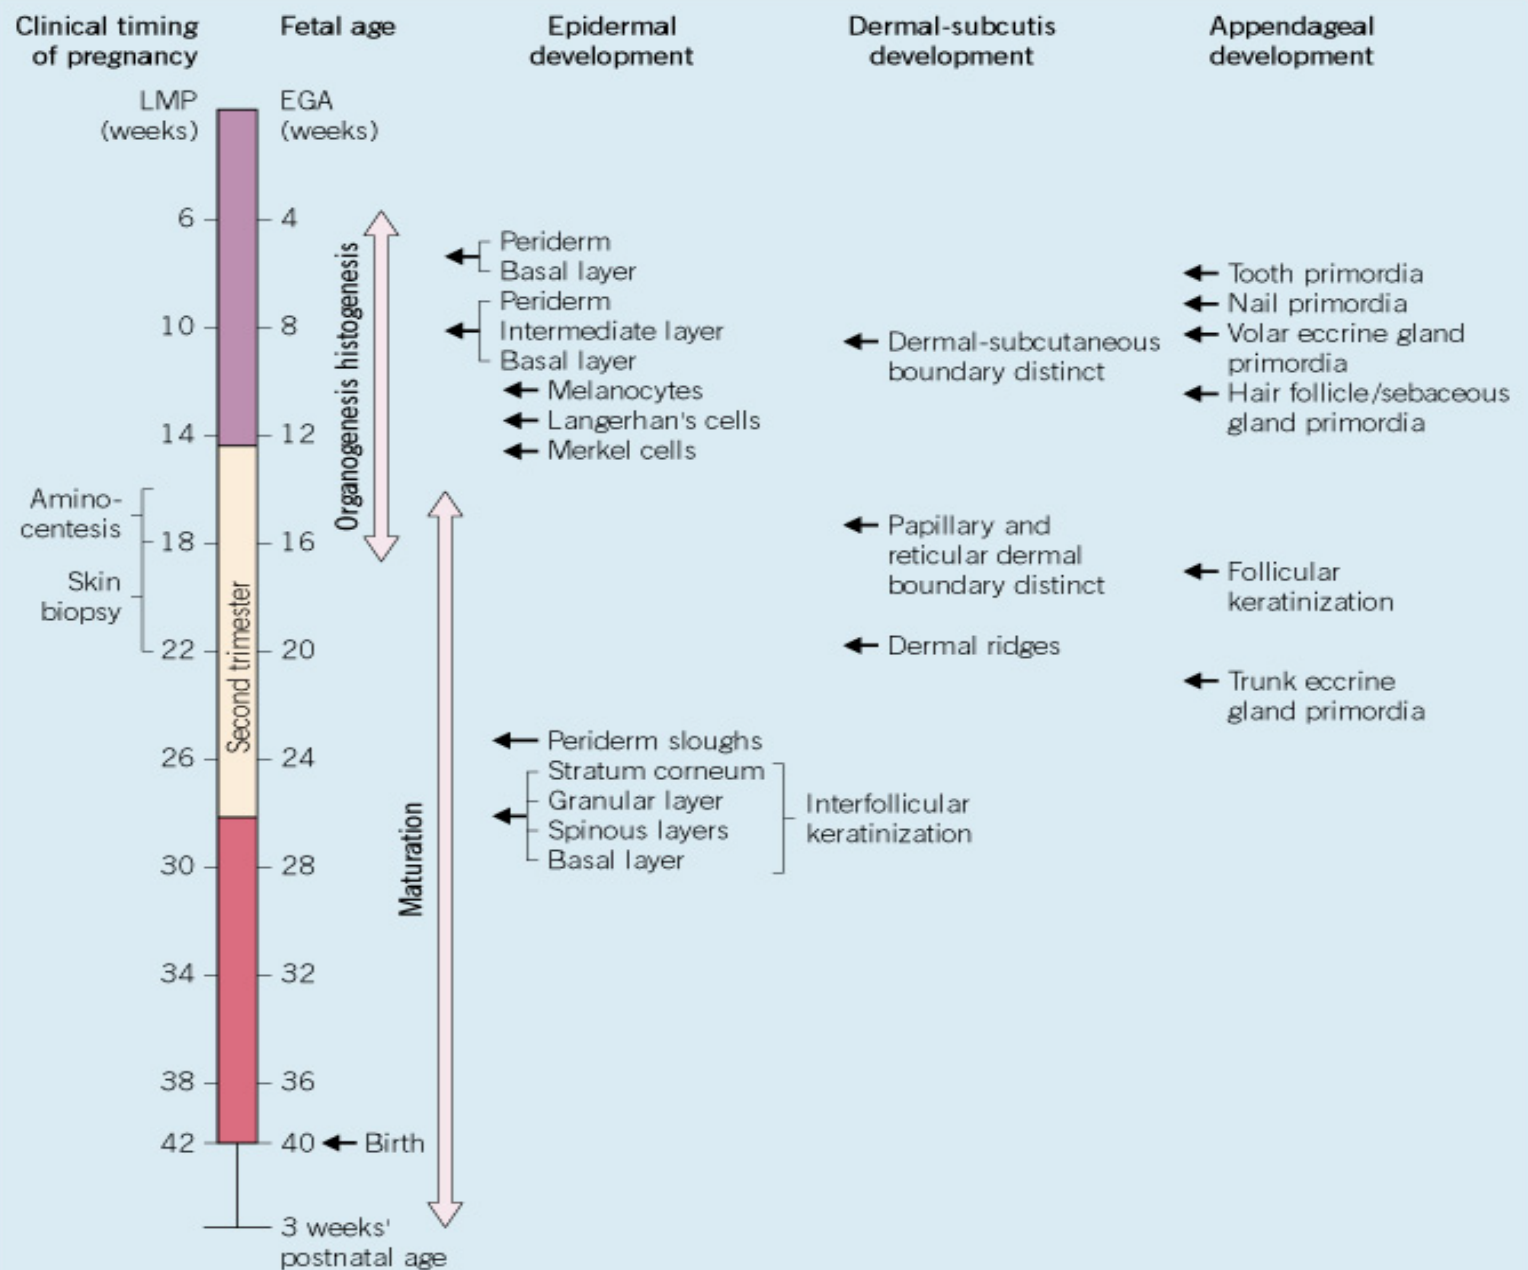 Clinical timing
of pregnancy
Fetal age
Epidermal
development
Dermal-subcutis
development
Appendageal
development
LMP
(weeks)
EGA
(weeks)
6
4
10
8
14
12
18
16
22
20
26
24
30
28
34
32
38
36
42
40
Birth
3 weeks'
postnatal age
Amino-
centesis
Skin
biopsy
Second trimester
Organogenesis histogenesis
Maturation
Periderm
Basal layer
Periderm
Intermediate layer
Basal layer
Melanocytes
Langerhan's cells
Merkel cells
Periderm sloughs
Stratum corneum
Granular layer
Spinous layers
Basal layer
Interfollicular
keratinization
Dermal-subcutaneous
boundary distinct
Papillary and
reticular dermal
boundary distinct
Dermal ridges
Tooth primordia
Nail primordia
Volar eccrine gland
primordia
Hair follicle/sebaceous
gland primordia
Follicular
keratinization
Trunk eccrine
gland primordia